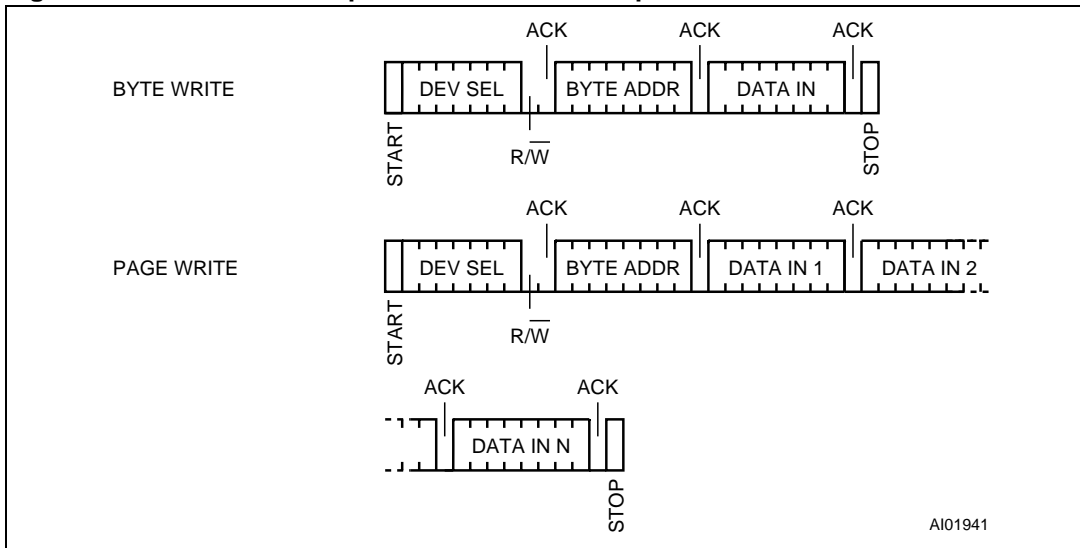 ACK ACK ACK
BYTE WRITE DEV SEL BYTE ADDR DATA IN
START R/W̅ STOP
ACK ACK ACK
PAGE WRITE DEV SEL BYTE ADDR DATA IN 1 DATA IN 2
START R/W̅
ACK ACK
DATA IN N
STOP
AI01941